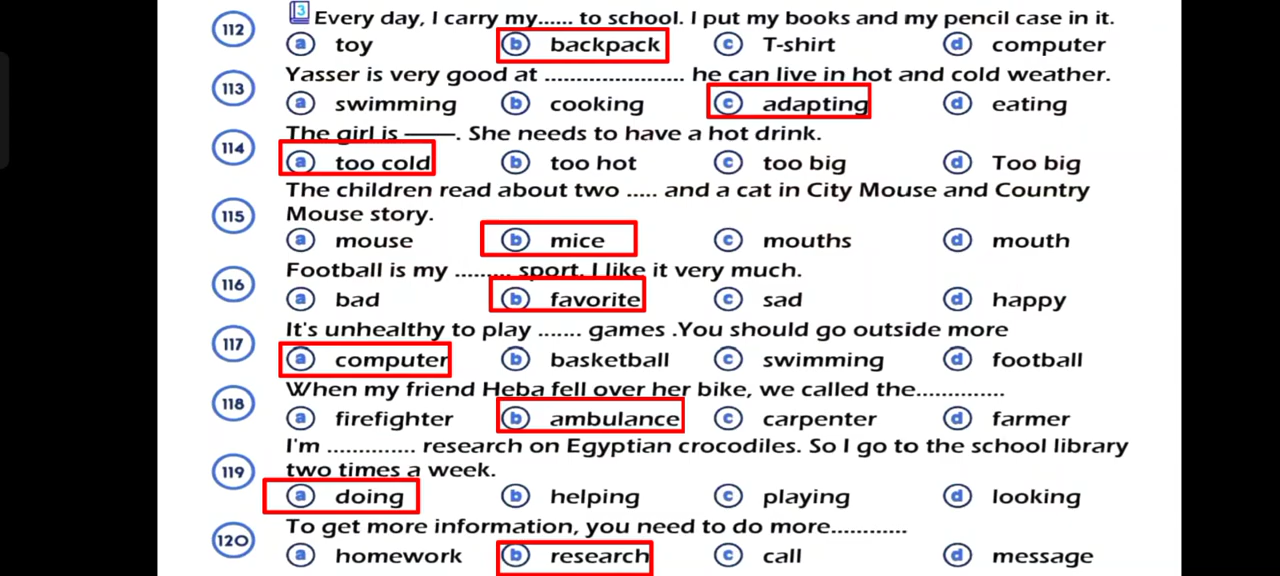 3 Every day, I carry my...... to school. I put my books and my pencil case in it.
112
a toy b backpack c T-shirt d computer
Yasser is very good at ...................... he can live in hot and cold weather.
113
a swimming b cooking c adapting d eating
The girl is ——. She needs to have a hot drink.
114
a too cold b too hot c too big d Too big
The children read about two ..... and a cat in City Mouse and Country
115
Mouse story.
a mouse b mice c mouths d mouth
Football is my ......... sport. I like it very much.
116
a bad b favorite c sad d happy
It's unhealthy to play ....... games .You should go outside more
117
a computer b basketball c swimming d football
When my friend Heba fell over her bike, we called the..............
118
a firefighter b ambulance c carpenter d farmer
I'm .............. research on Egyptian crocodiles. So I go to the school library
119
two times a week.
a doing b helping c playing d looking
To get more information, you need to do more............
120
a homework b research c call d message